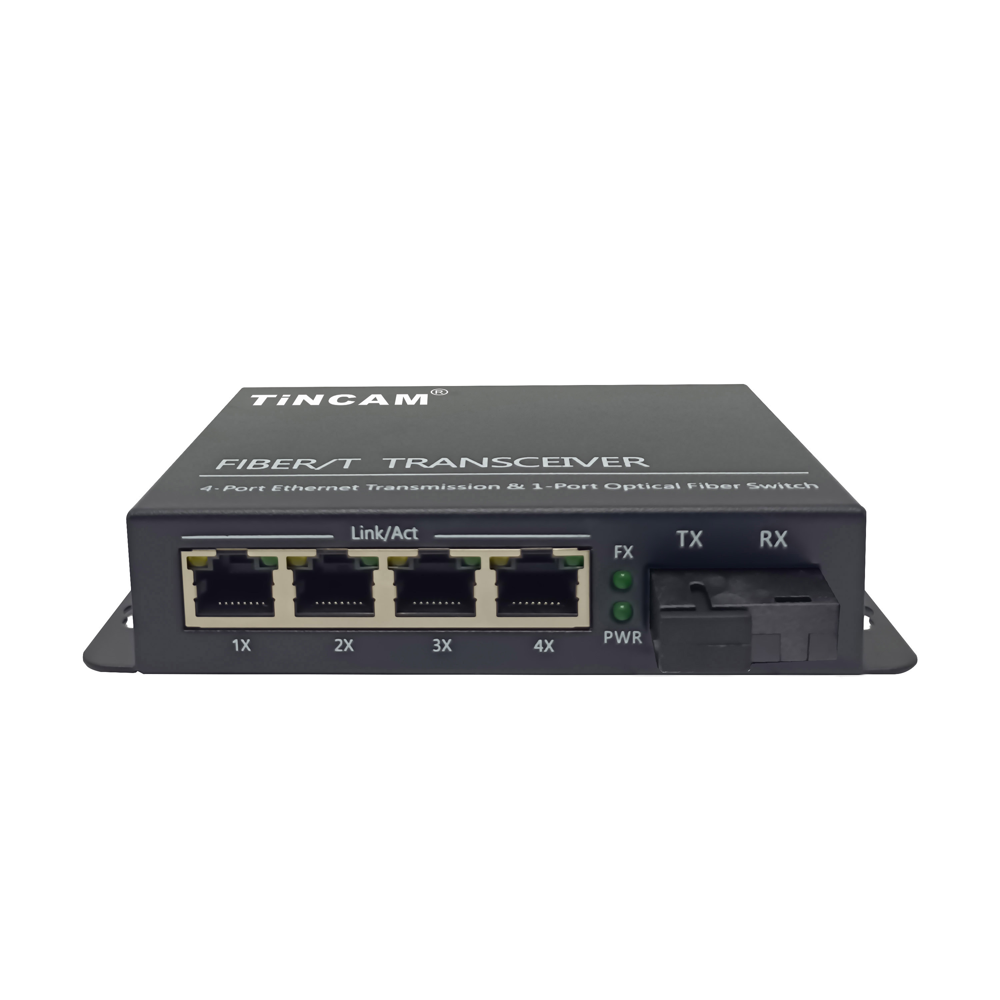 TiNCAM®
FIBER/T TRANSCEIVER
4-Port Ethernet Transmission & 1-Port Optical Fiber Switch
Link/Act
TX RX
FX
PWR
1X 2X 3X 4X